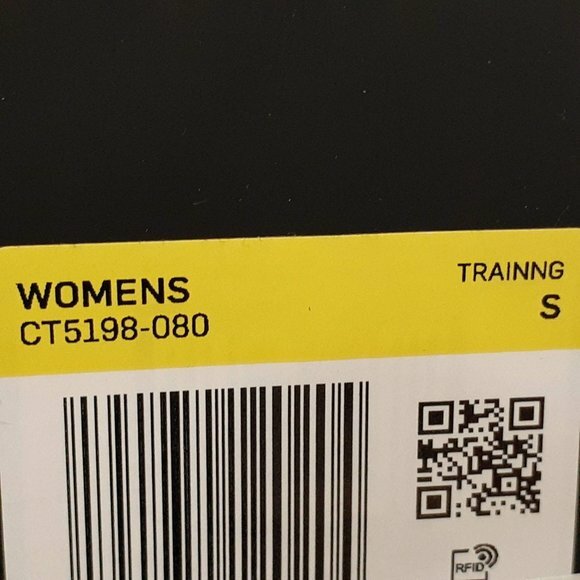 WOMENS
CT5198-080
TRAINNG
S
RFID